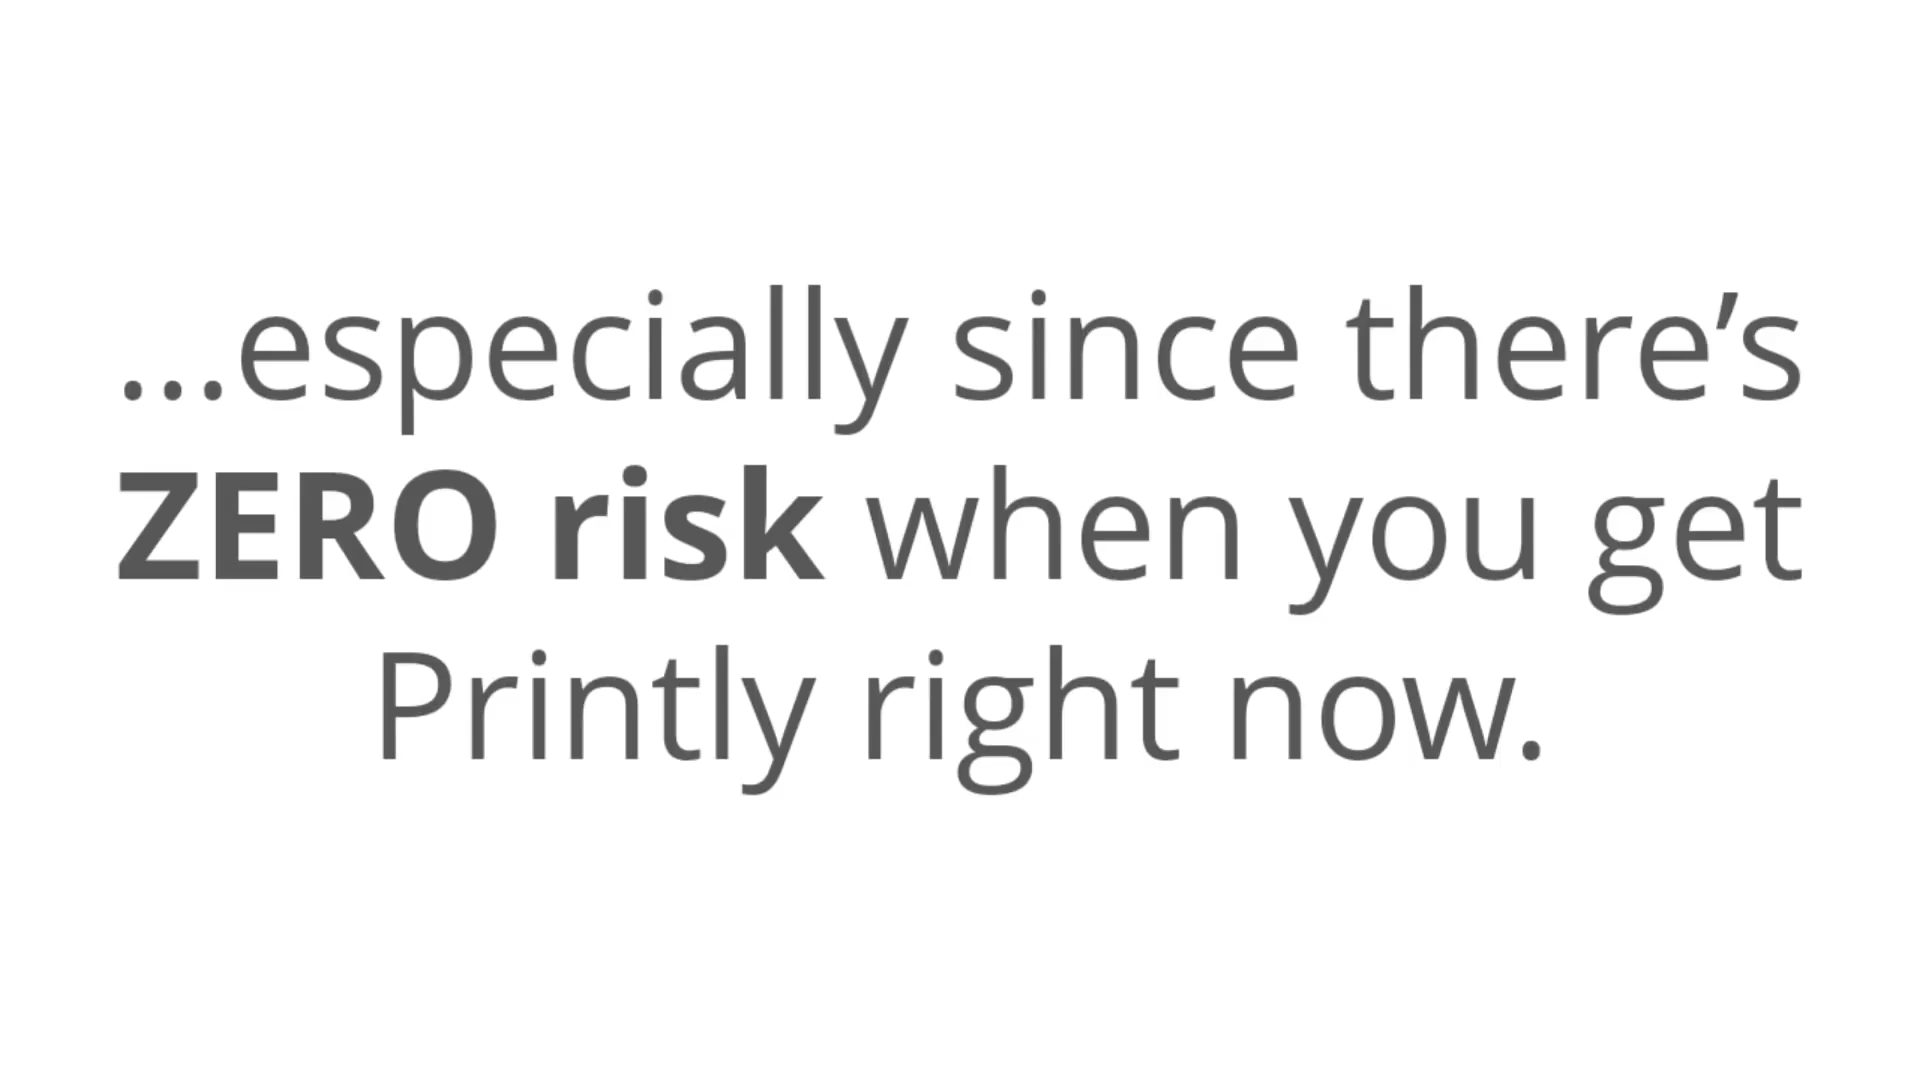 ...especially since there’s
ZERO risk when you get
Printly right now.